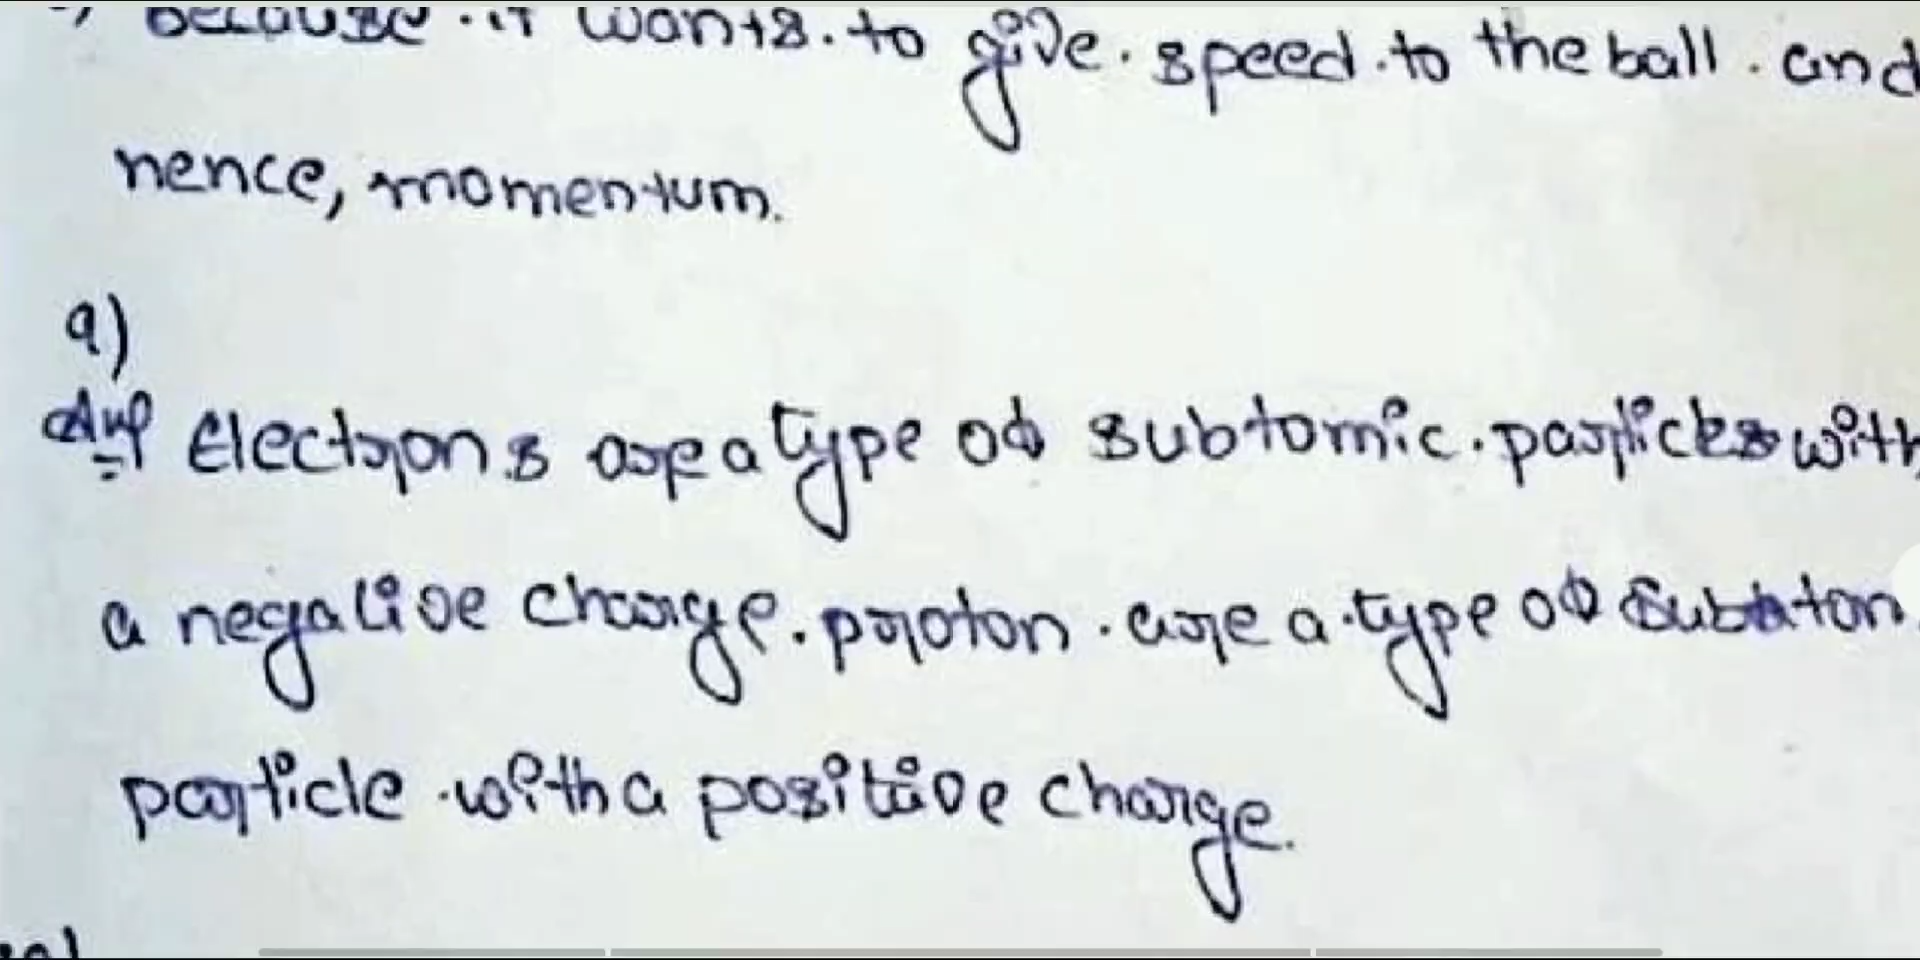 because . it wants . to give . speed . to the ball . and
hence, momentum.
9)
Ans Electrons are a type of subtomic . particles with
a negative charge . proton . are a . type of Subaton
particle . with a positive charge.